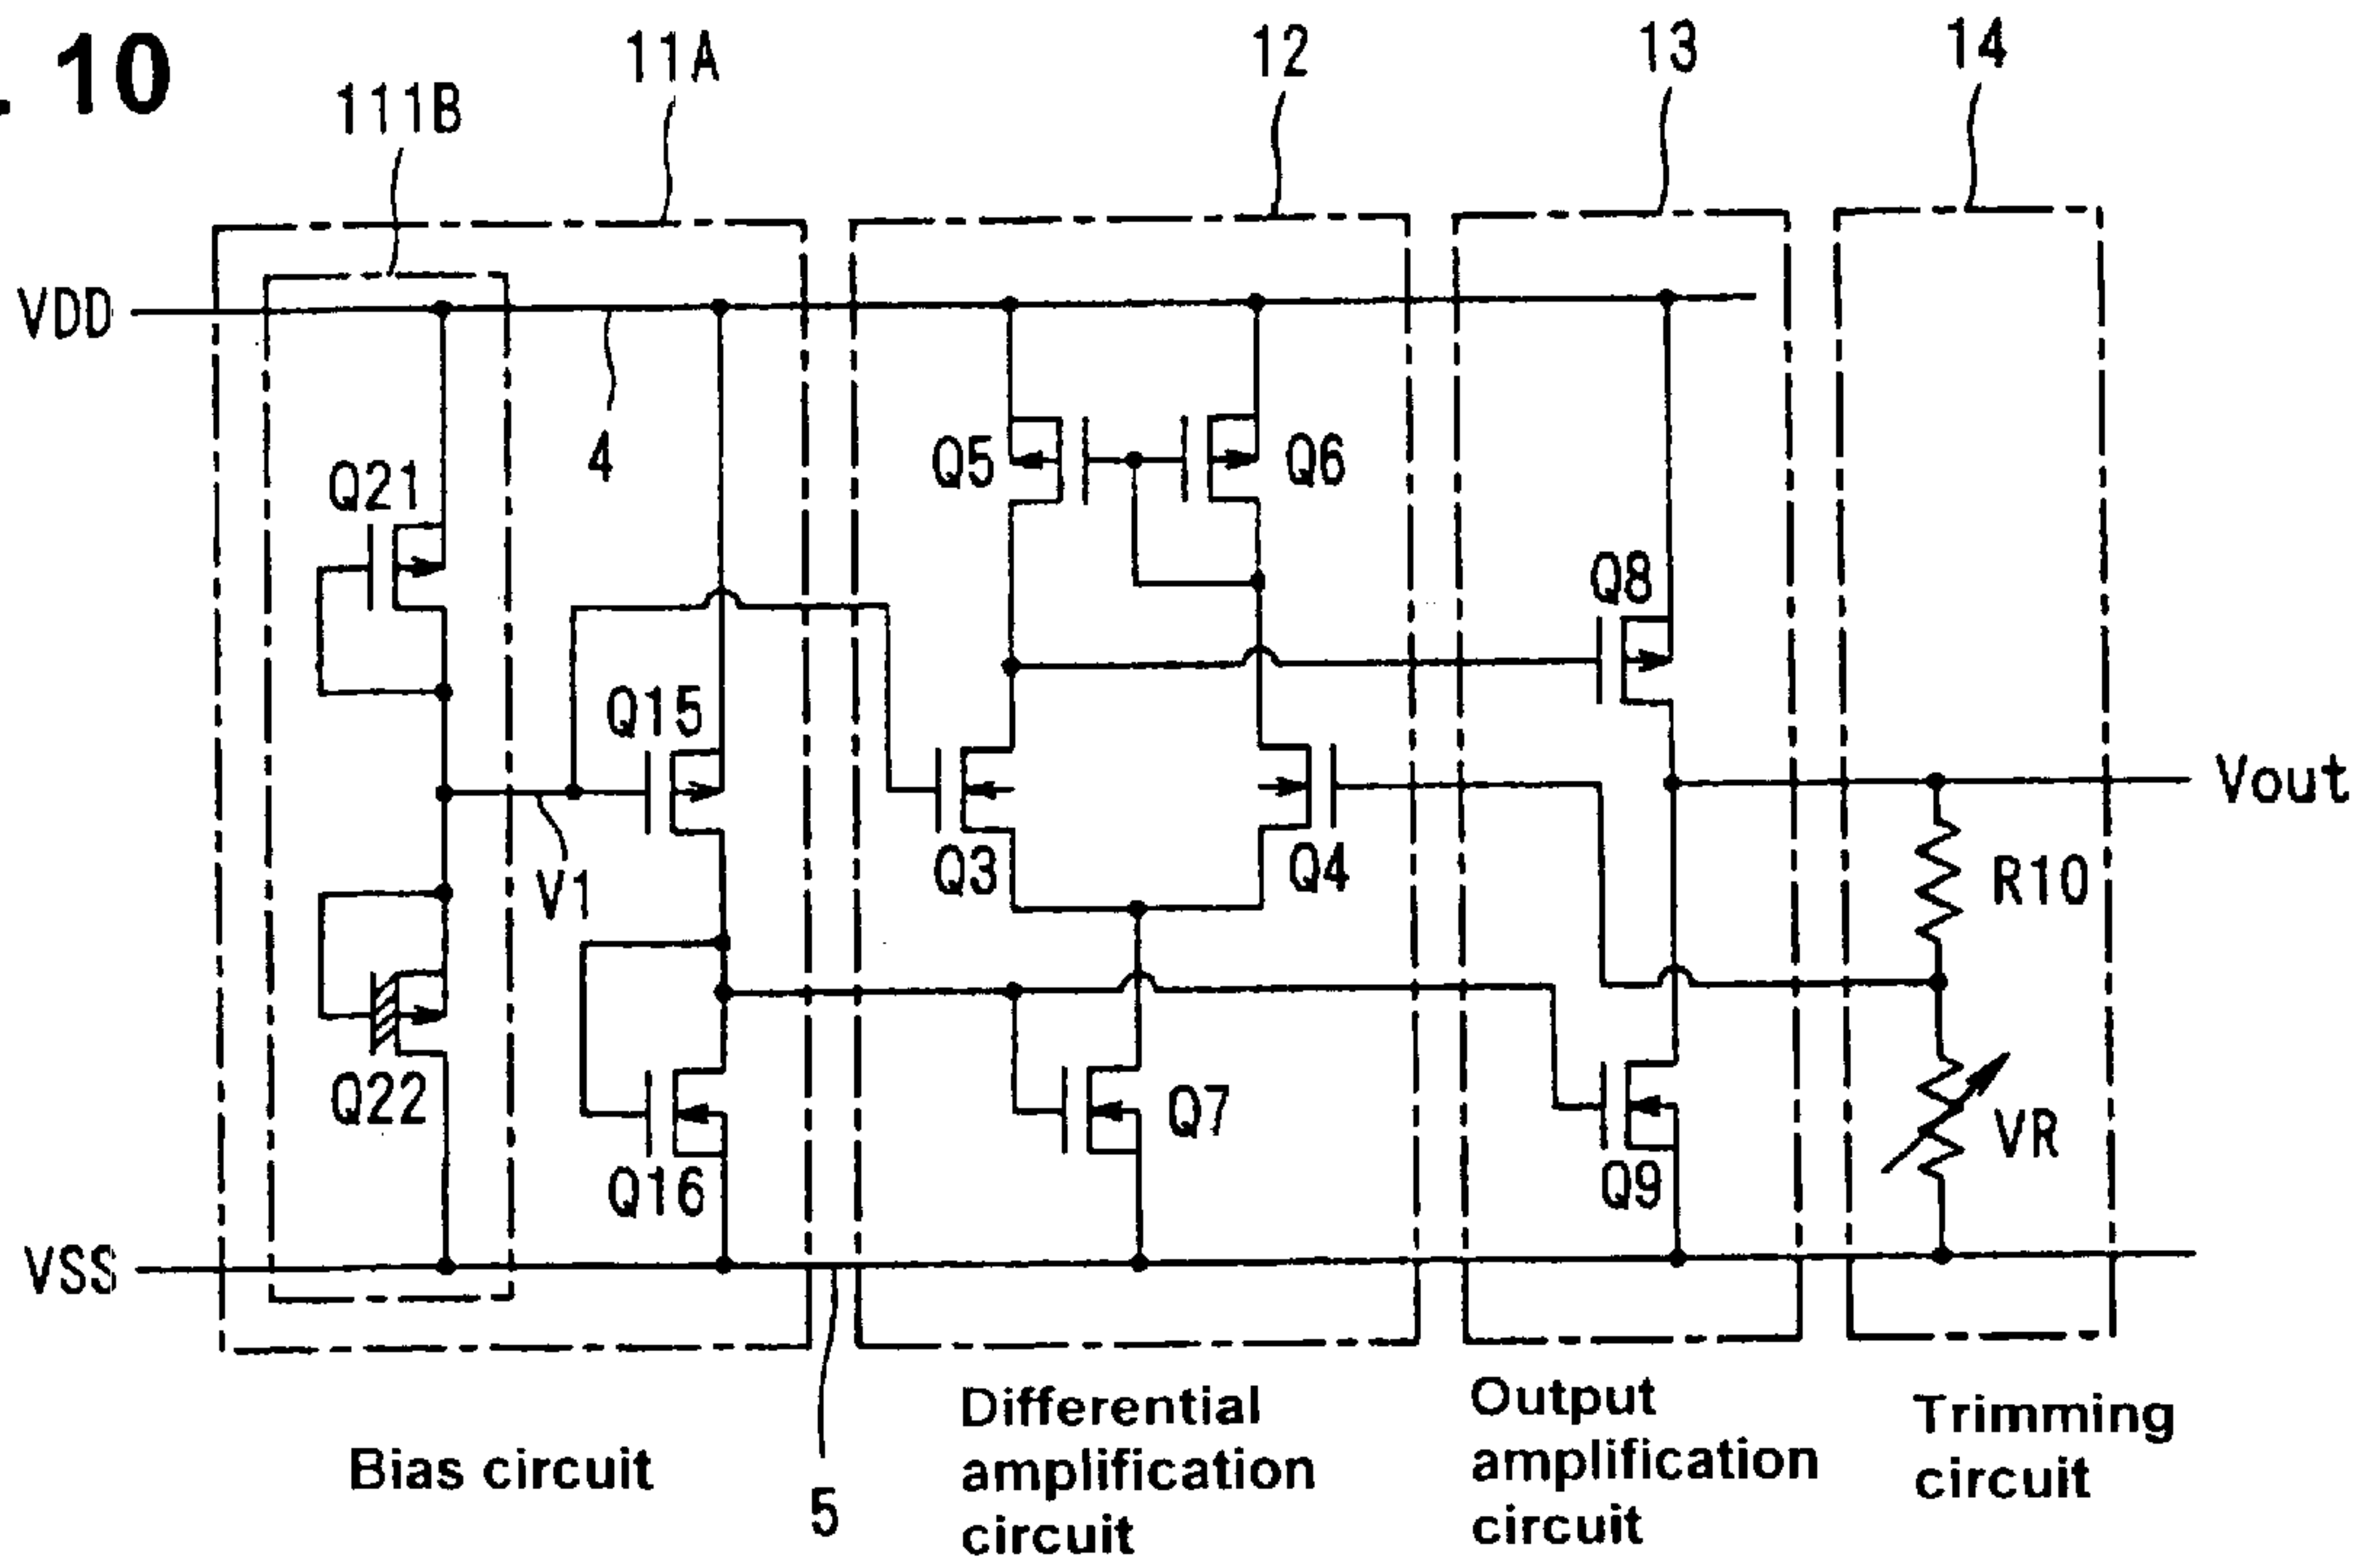 . 10
111B
11A
12
13
14
VDD
4
Q21
Q5
Q6
Q8
Q15
V1
Q3
Q4
Vout
R10
Q22
Q16
Q7
Q9
VR
VSS
5
Bias circuit
Differential
amplification
circuit
Output
amplification
circuit
Trimming
circuit